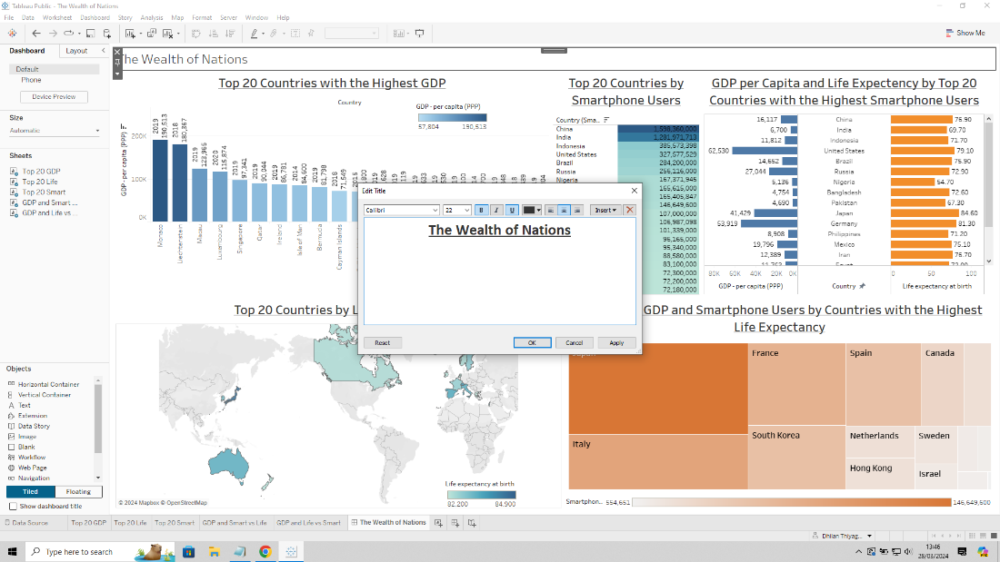 Tableau Public - The Wealth of Nations
File Data Worksheet Dashboard Story Analysis Map Format Server Window Help
Show Me
Dashboard Layout
Default
Phone
Device Preview
Size
Automatic
Sheets
Top 20 GDP
Top 20 Life
Top 20 Smart
GDP and Smart ...
GDP and Life vs ...
Objects
Horizontal Container
Vertical Container
Text
Extension
Data Story
Image
Blank
Workflow
Web Page
Navigation
Tiled Floating
Show dashboard title
The Wealth of Nations
Top 20 Countries with the Highest GDP
Country
GDP - per capita (PPP)
57,804 190,513
GDP - per capita (PPP)
200K
100K
0K
2019 190,513
2018 180,367
2019 123,965
2020 115,874
2019 97,341
2019 90,044
2019 86,781
2014 84,600
2019 81,798
2018 71,549
Monaco
Liechtenstein
Macau
Luxembourg
Singapore
Qatar
Ireland
Isle of Man
Bermuda
Cayman Islands
Top 20 Countries by
Smartphone Users
Country (Sma...
China 1,598,360,000
India 1,281,971,713
Indonesia 385,573,398
United States 327,577,529
Brazil 284,200,000
Russia 256,116,000
Nigeria 167,371,945
165,615,000
165,405,847
146,649,600
107,000,000
106,987,098
101,339,000
96,165,000
95,340,000
88,580,000
83,100,000
72,300,000
72,200,000
72,180,000
GDP per Capita and Life Expectency by Top 20
Countries with the Highest Smartphone Users
16,117 China 76.90
6,700 India 69.70
11,812 Indonesia 71.70
62,530 United States 79.10
14,652 Brazil 75.90
27,044 Russia 72.90
5,136 Nigeria 54.70
4,754 Bangladesh 72.60
4,690 Pakistan 67.30
41,429 Japan 84.60
53,919 Germany 81.30
8,908 Philippines 71.20
19,796 Mexico 75.10
12,389 Iran 76.70
80K 60K 40K 20K 0K 0 50 100
GDP - per capita (PPP) Country Life expectancy at birth
Edit Title
Calibri 22 B I U Insert
The Wealth of Nations
Reset OK Cancel Apply
Top 20 Countries by L
Life expectancy at birth
82.200 84.900
© 2024 Mapbox © OpenStreetMap
GDP and Smartphone Users by Countries with the Highest
Life Expectancy
France
Spain
Canada
Italy
South Korea
Netherlands
Sweden
Hong Kong
Israel
Smartphon... 554,651 146,649,600
Data Source Top 20 GDP Top 20 Life Top 20 Smart GDP and Smart vs Life GDP and Life vs Smart The Wealth of Nations
Dhilan Thiyag...
Type here to search
13:46
28/03/2024